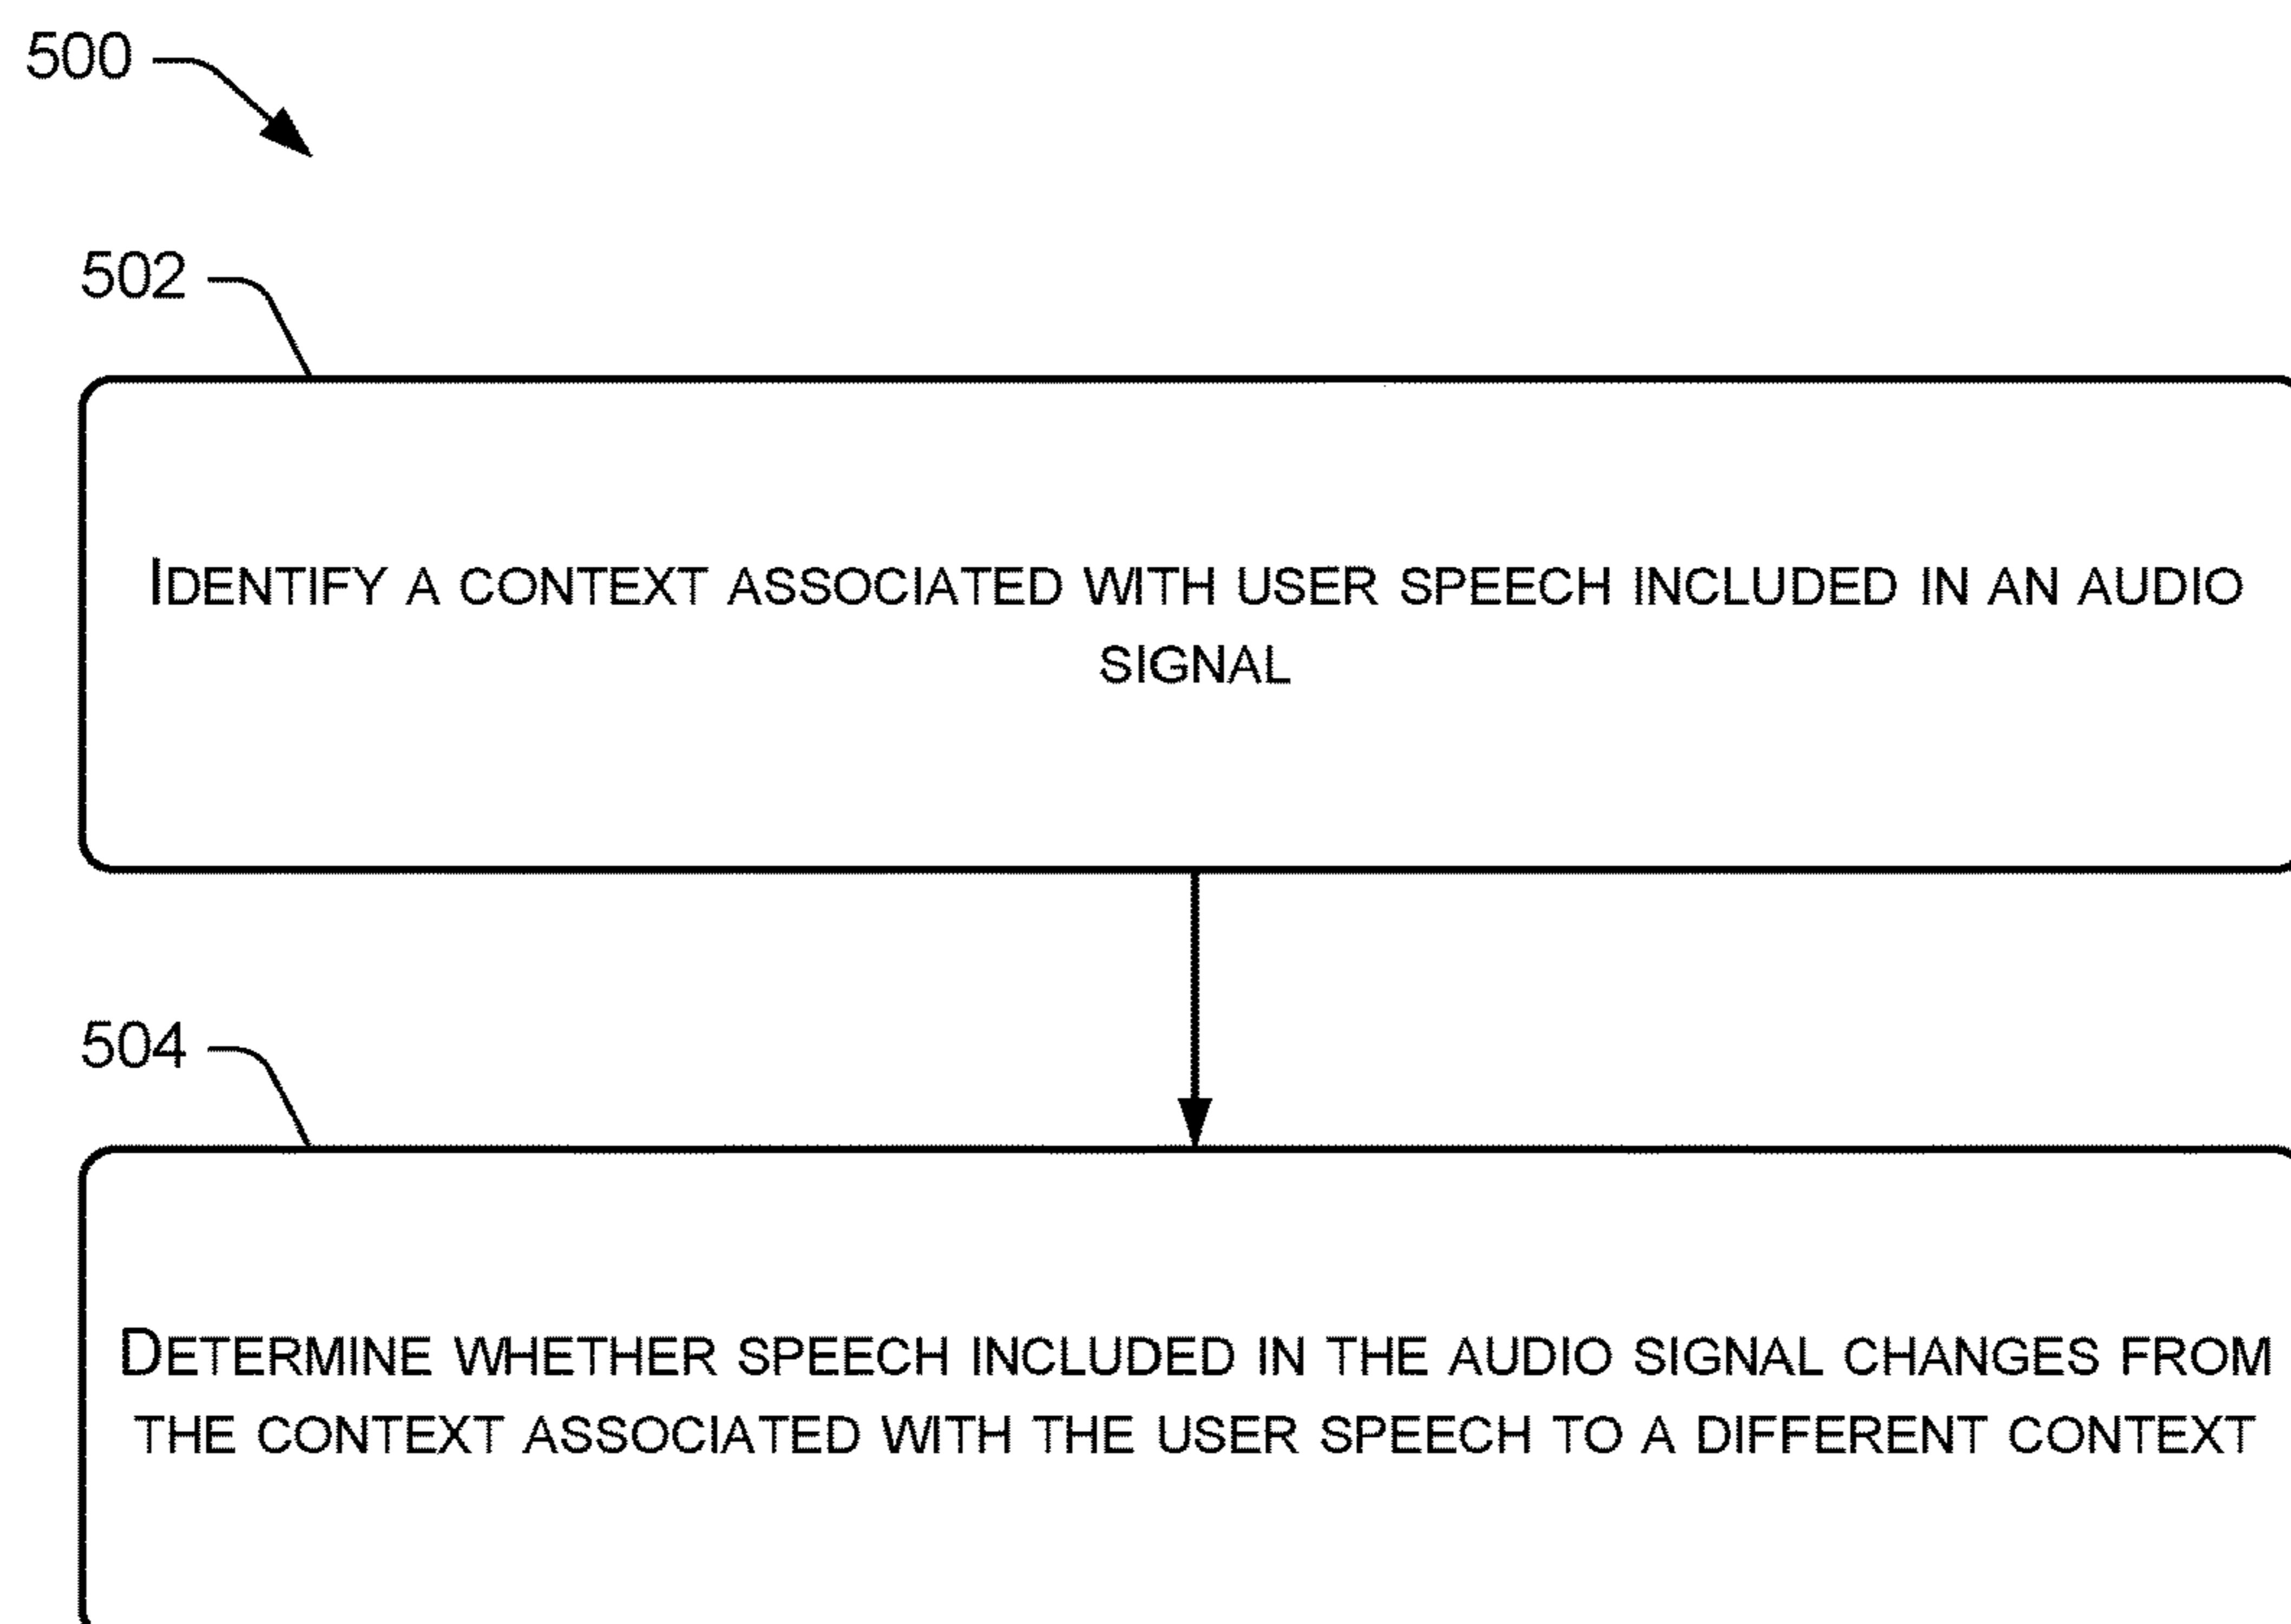 500
502
IDENTIFY A CONTEXT ASSOCIATED WITH USER SPEECH INCLUDED IN AN AUDIO
SIGNAL
504
DETERMINE WHETHER SPEECH INCLUDED IN THE AUDIO SIGNAL CHANGES FROM
THE CONTEXT ASSOCIATED WITH THE USER SPEECH TO A DIFFERENT CONTEXT